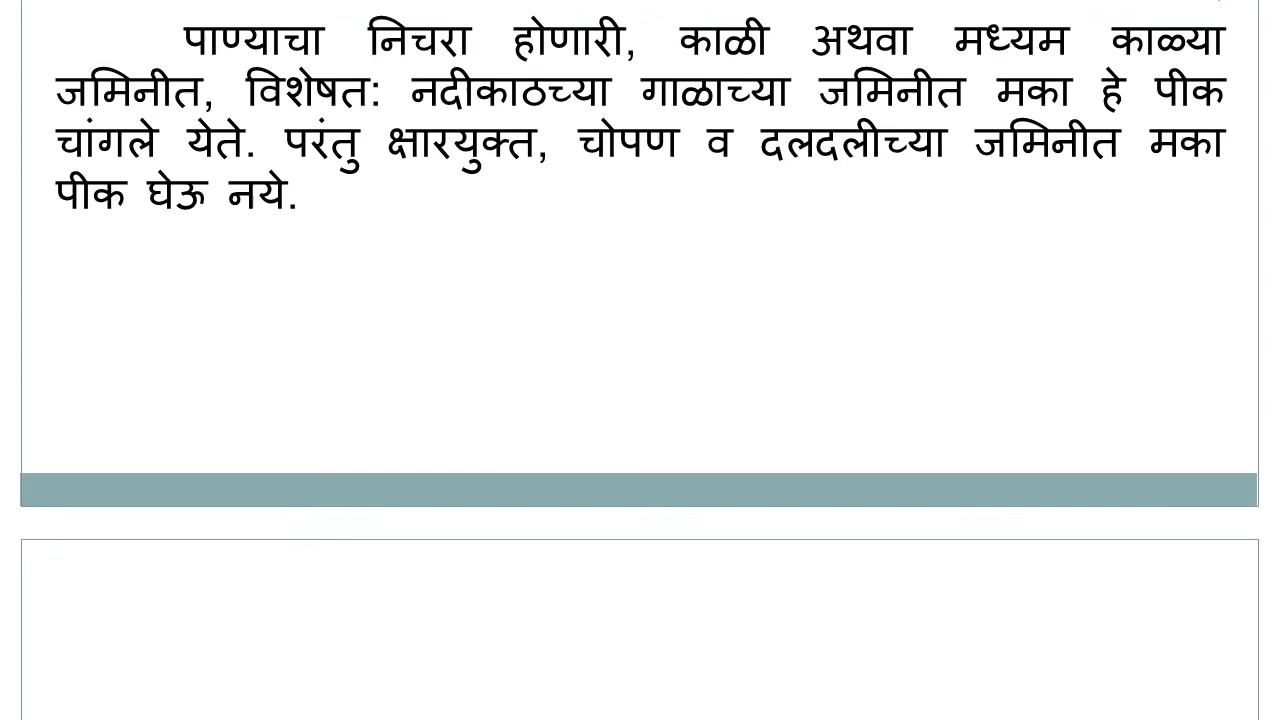 पाण्याचा निचरा होणारी, काळी अथवा मध्यम काळ्या
जमिनीत, विशेषत: नदीकाठच्या गाळाच्या जमिनीत मका हे पीक
चांगले येते. परंतु क्षारयुक्त, चोपण व दलदलीच्या जमिनीत मका
पीक घेऊ नये.